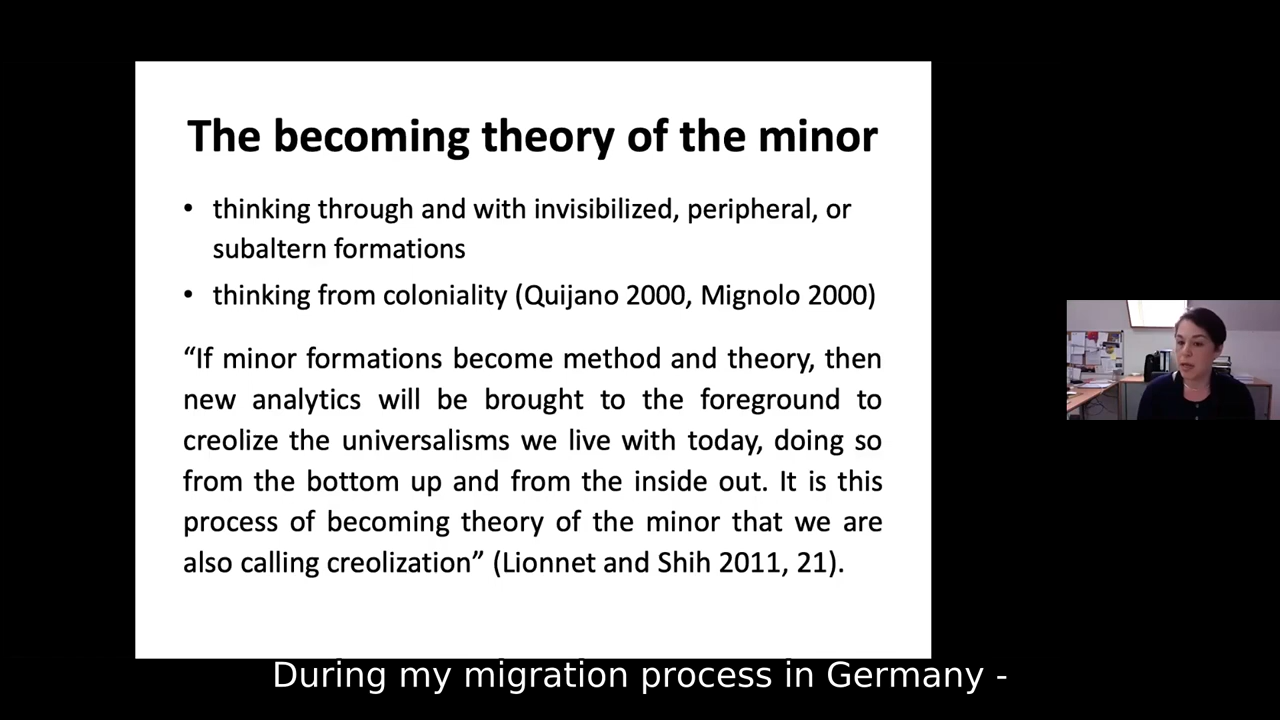 The becoming theory of the minor
• thinking through and with invisibilized, peripheral, or
subaltern formations
• thinking from coloniality (Quijano 2000, Mignolo 2000)
“If minor formations become method and theory, then
new analytics will be brought to the foreground to
creolize the universalisms we live with today, doing so
from the bottom up and from the inside out. It is this
process of becoming theory of the minor that we are
also calling creolization” (Lionnet and Shih 2011, 21).
During my migration process in Germany -